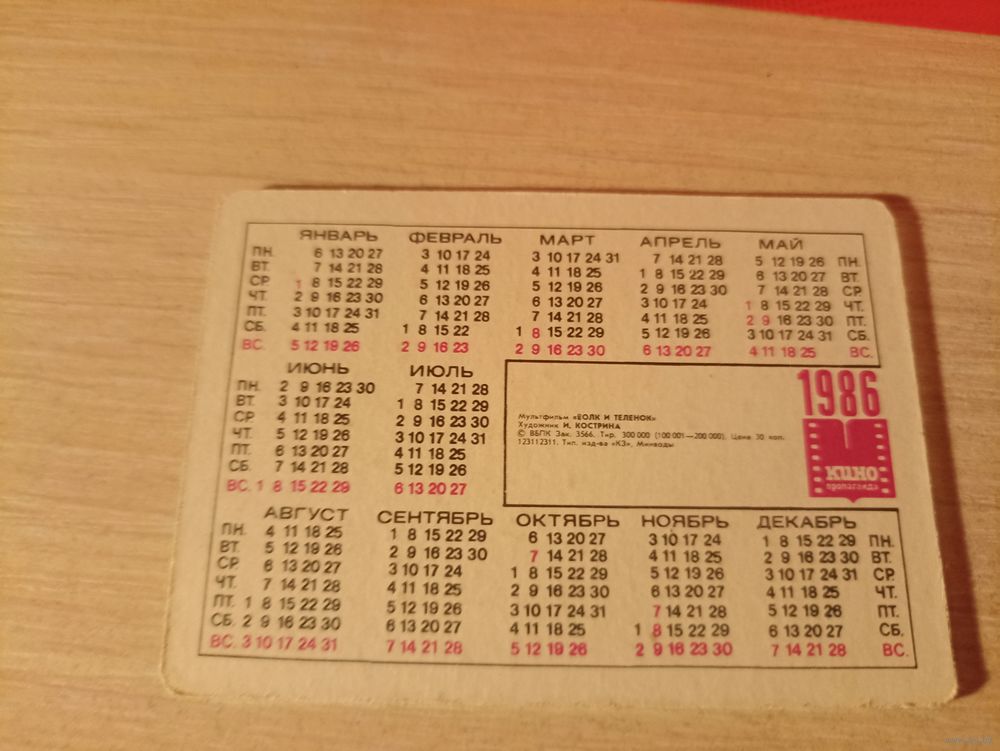 ЯНВАРЬ ФЕВРАЛЬ МАРТ АПРЕЛЬ МАЙ
ПН. 6 13 20 27 3 10 17 24 3 10 17 24 31 7 14 21 28 5 12 19 26 ПН.
ВТ. 7 14 21 28 4 11 18 25 4 11 18 25 1 8 15 22 29 6 13 20 27 ВТ.
СР. 1 8 15 22 29 5 12 19 26 5 12 19 26 2 9 16 23 30 7 14 21 28 СР.
ЧТ. 2 9 16 23 30 6 13 20 27 6 13 20 27 3 10 17 24 1 8 15 22 29 ЧТ.
ПТ. 3 10 17 24 31 7 14 21 28 7 14 21 28 4 11 18 25 2 9 16 23 30 ПТ.
СБ. 4 11 18 25 1 8 15 22 1 8 15 22 29 5 12 19 26 3 10 17 24 31 СБ.
ВС. 5 12 19 26 2 9 16 23 2 9 16 23 30 6 13 20 27 4 11 18 25 ВС.
ИЮНЬ ИЮЛЬ
ПН. 2 9 16 23 30 7 14 21 28
ВТ. 3 10 17 24 1 8 15 22 29
СР. 4 11 18 25 2 9 16 23 30
ЧТ. 5 12 19 26 3 10 17 24 31
ПТ. 6 13 20 27 4 11 18 25
СБ. 7 14 21 28 5 12 19 26
ВС. 1 8 15 22 29 6 13 20 27
Мультфильм «ВОЛК И ТЕЛЕНОК»
Художник И. КОСТРИНА
© ВБПК Зак. 3566. Тир. 300 000 (100 001—200 000). Цена 30 коп.
123112311. Тип. изд-ва «КЗ», Минводы
1986
кино
пропаганда
АВГУСТ СЕНТЯБРЬ ОКТЯБРЬ НОЯБРЬ ДЕКАБРЬ
ПН. 4 11 18 25 1 8 15 22 29 6 13 20 27 3 10 17 24 1 8 15 22 29 ПН.
ВТ. 5 12 19 26 2 9 16 23 30 7 14 21 28 4 11 18 25 2 9 16 23 30 ВТ.
СР. 6 13 20 27 3 10 17 24 1 8 15 22 29 5 12 19 26 3 10 17 24 31 СР.
ЧТ. 7 14 21 28 4 11 18 25 2 9 16 23 30 6 13 20 27 4 11 18 25 ЧТ.
ПТ. 1 8 15 22 29 5 12 19 26 3 10 17 24 31 7 14 21 28 5 12 19 26 ПТ.
СБ. 2 9 16 23 30 6 13 20 27 4 11 18 25 1 8 15 22 29 6 13 20 27 СБ.
ВС. 3 10 17 24 31 7 14 21 28 5 12 19 26 2 9 16 23 30 7 14 21 28 ВС.